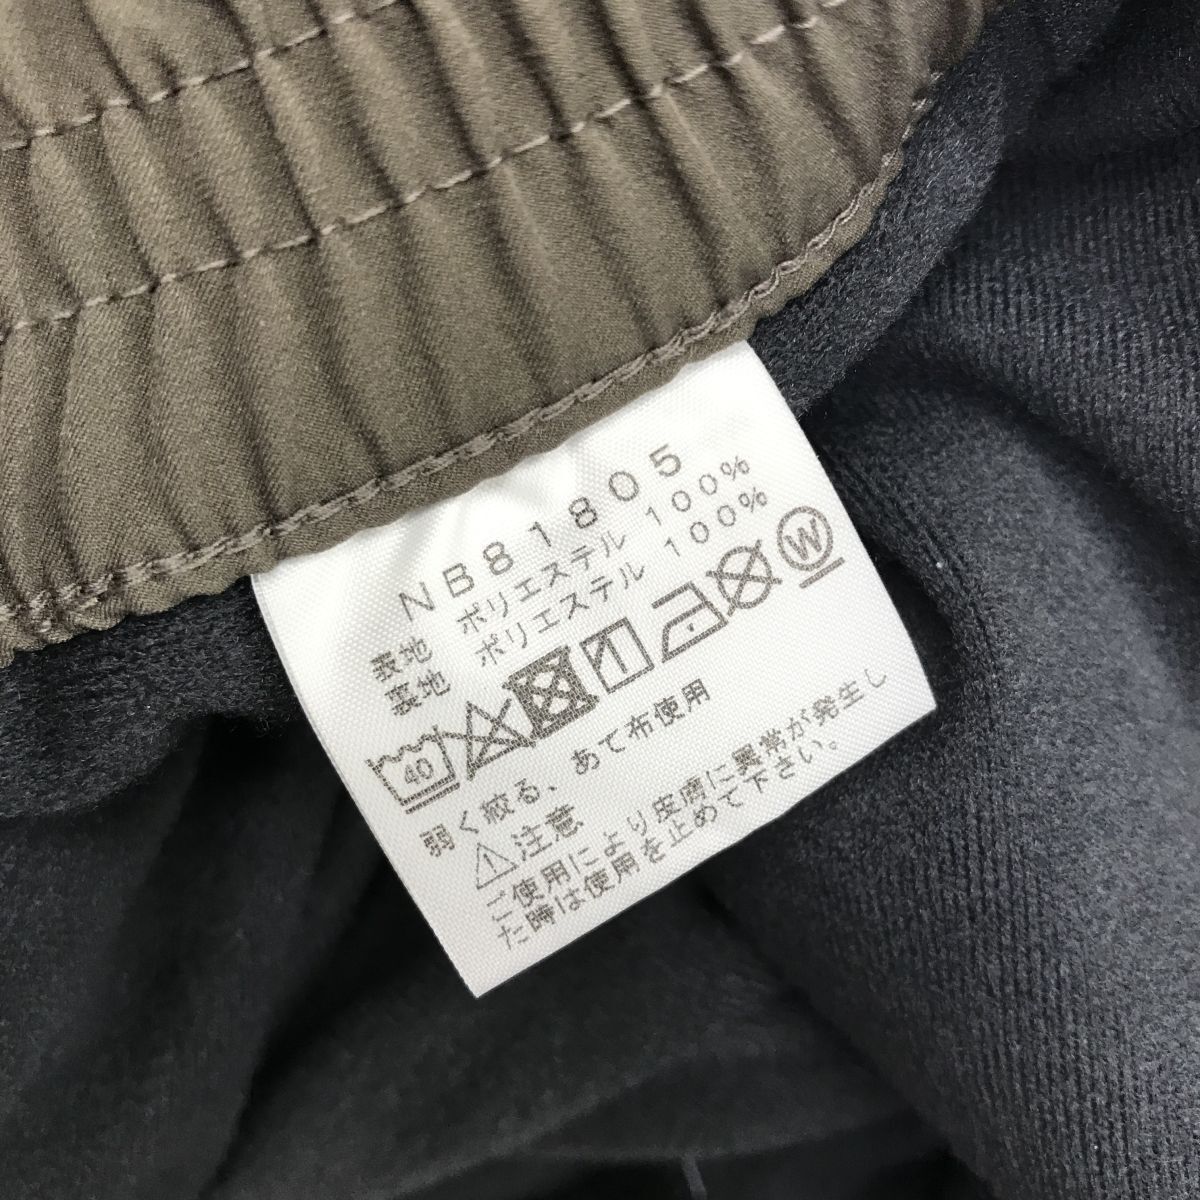 NB81805
表地 ポリエステル 100%
裏地 ポリエステル 100%
40 W
弱く絞る、あて布使用
注意
ご使用により皮膚に異常が発生し
た時は使用を止めて下さい。